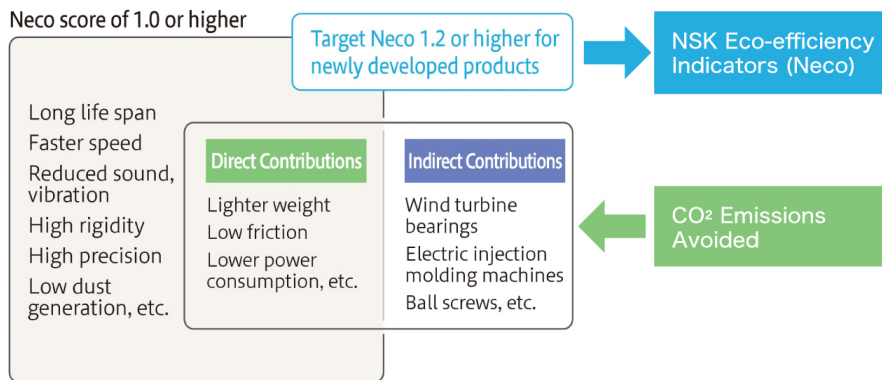 Neco score of 1.0 or higher
Target Neco 1.2 or higher for
newly developed products
NSK Eco-efficiency
Indicators (Neco)
Long life span
Faster speed
Reduced sound,
vibration
High rigidity
High precision
Low dust
generation, etc.
Direct Contributions
Lighter weight
Low friction
Lower power
consumption, etc.
Indirect Contributions
Wind turbine
bearings
Electric injection
molding machines
Ball screws, etc.
CO² Emissions
Avoided